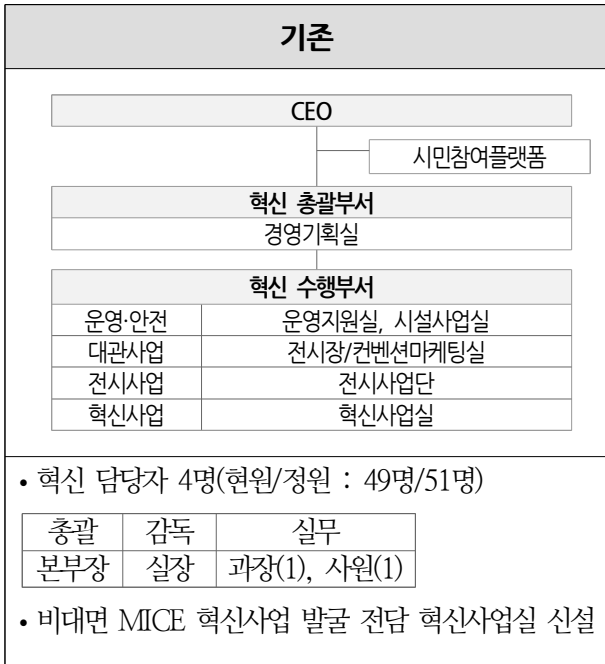 기존
CEO
시민참여플랫폼
혁신 총괄부서
경영기획실
혁신 수행부서
운영·안전 운영지원실, 시설사업실
대관사업 전시장/컨벤션마케팅실
전시사업 전시사업단
혁신사업 혁신사업실
• 혁신 담당자 4명(현원/정원 : 49명/51명)
총괄 감독 실무
본부장 실장 과장(1), 사원(1)
• 비대면 MICE 혁신사업 발굴 전담 혁신사업실 신설